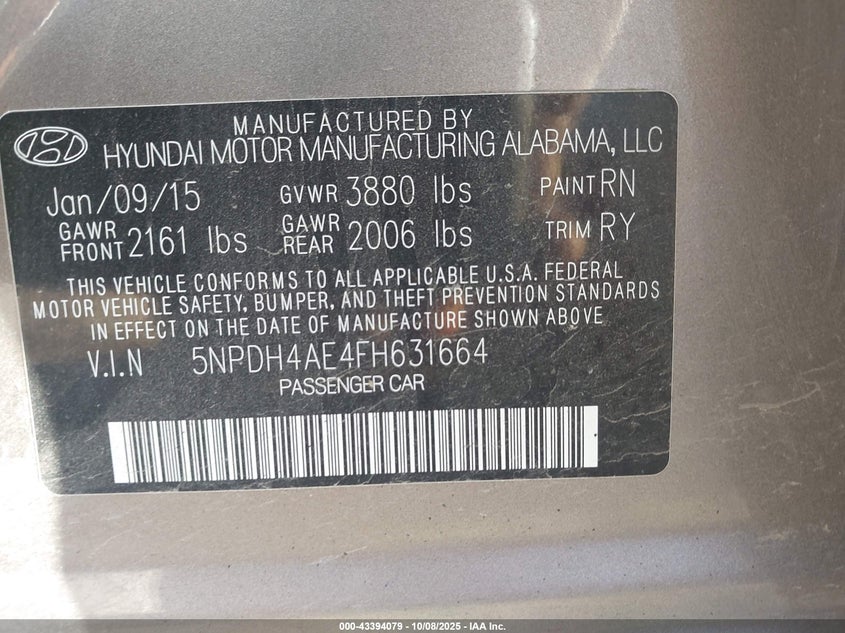 MANUFACTURED BY
HYUNDAI MOTOR MANUFACTURING ALABAMA, LLC
Jan/09/15 GVWR 3880 lbs PAINT RN
GAWR FRONT 2161 lbs GAWR REAR 2006 lbs TRIM RY
THIS VEHICLE CONFORMS TO ALL APPLICABLE U.S.A. FEDERAL
MOTOR VEHICLE SAFETY, BUMPER, AND THEFT PREVENTION STANDARDS
IN EFFECT ON THE DATE OF MANUFACTURE SHOWN ABOVE
V.I.N 5NPDH4AE4FH631664
PASSENGER CAR
000-43394079 - 10/08/2025 - IAA Inc.